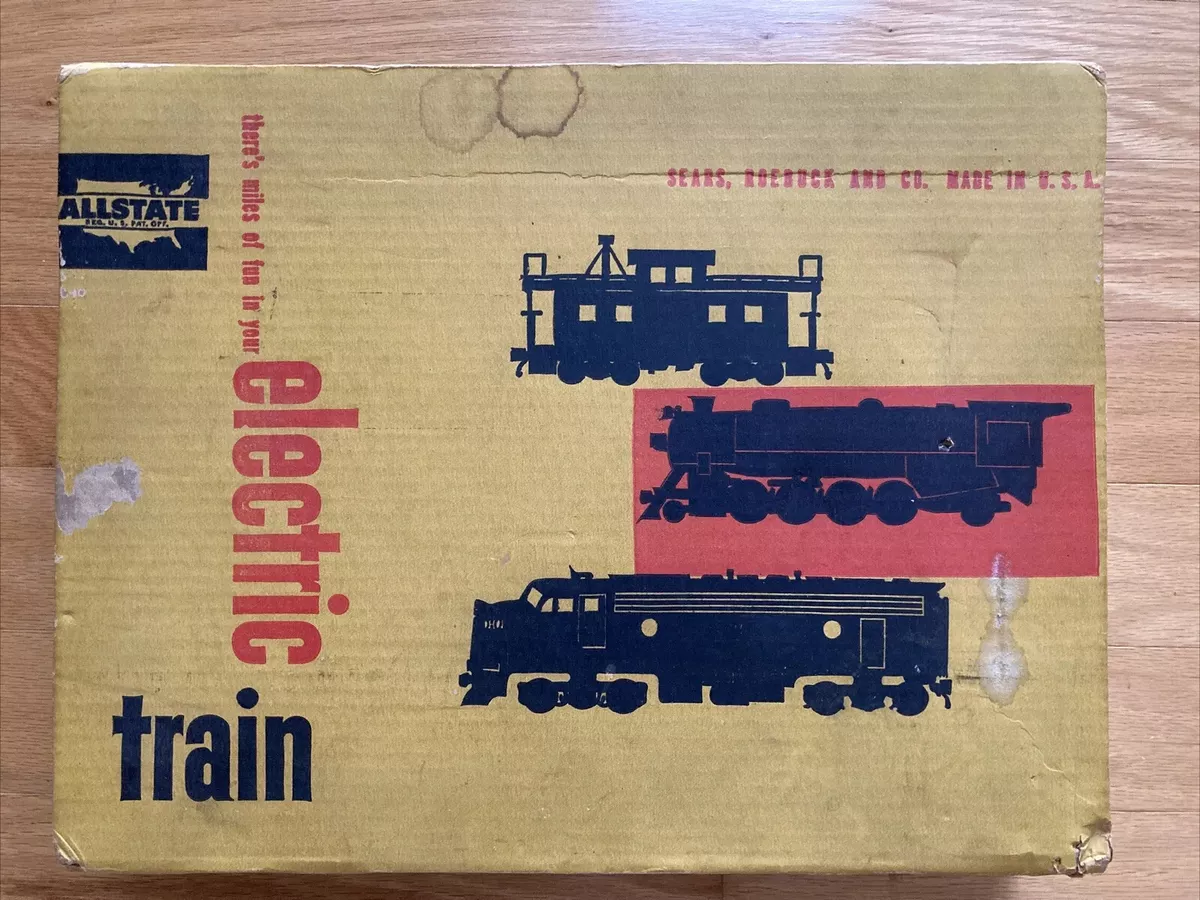 ALLSTATE
REG. U. S. PAT. OFF.
there's miles of fun in your
electric
train
SEARS, ROEBUCK AND CO. MADE IN U.S.A.